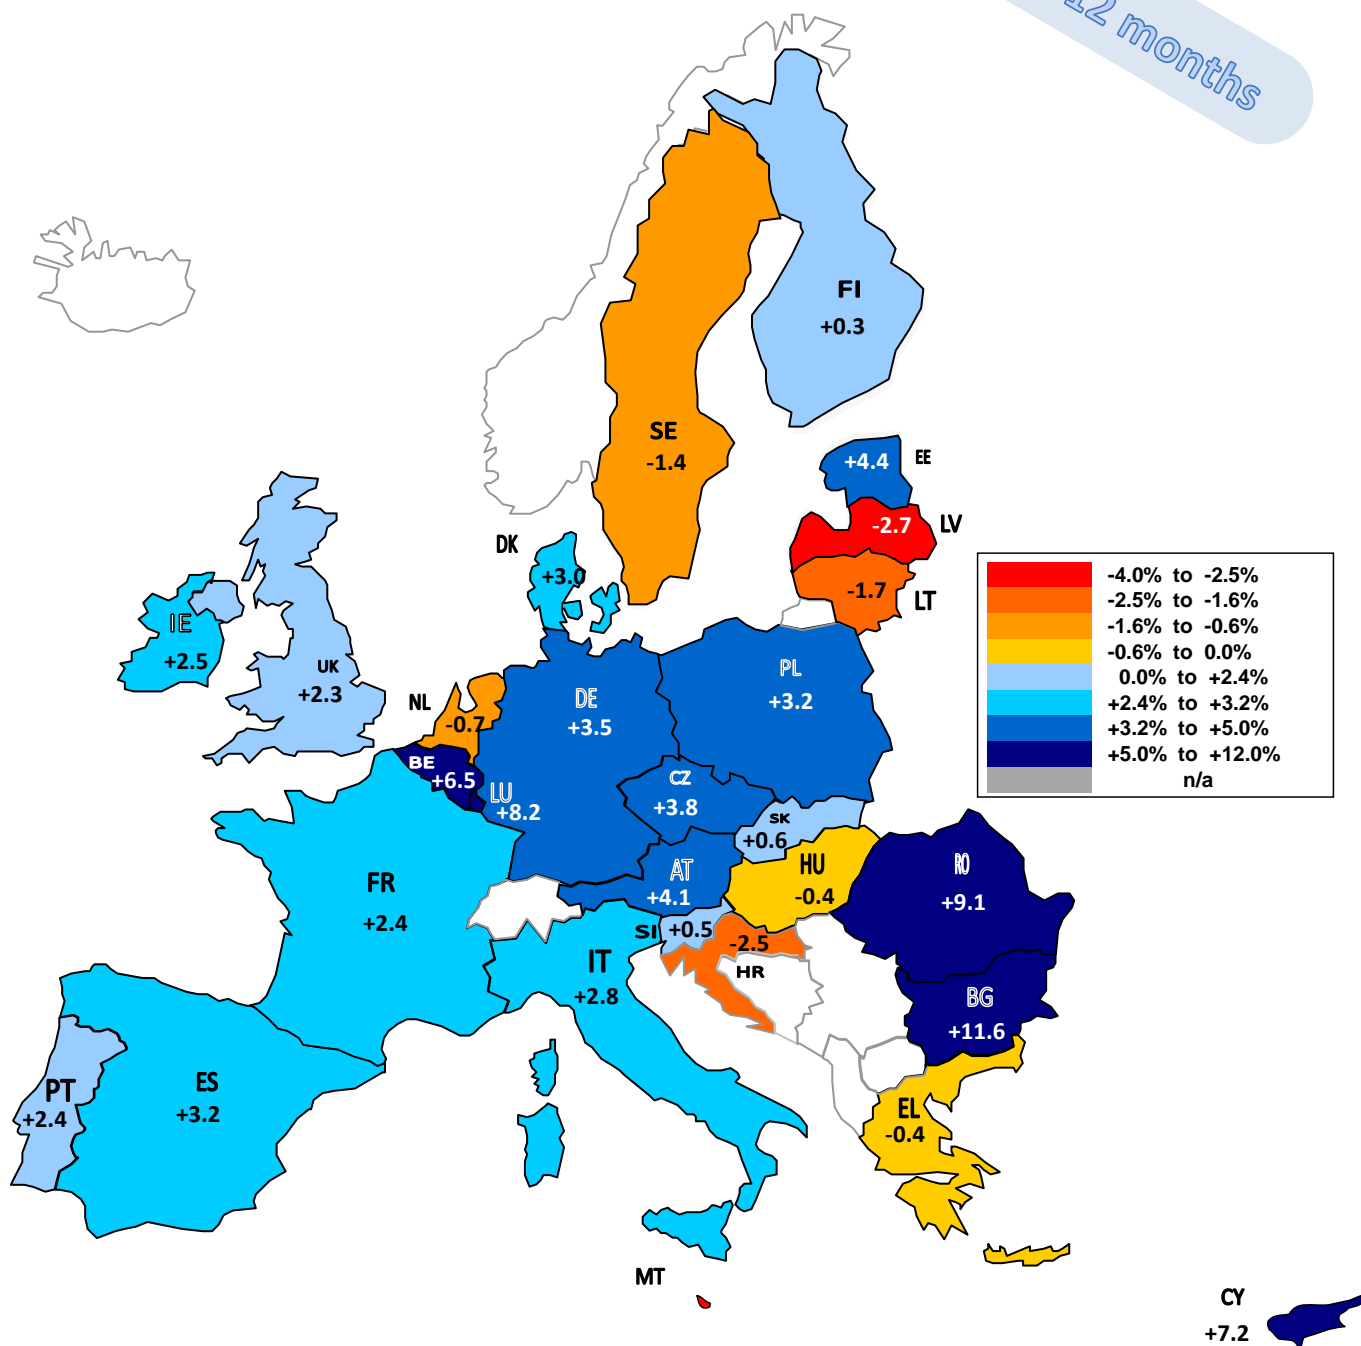 12 months
FI
+0.3
SE
-1.4
+4.4
EE
-2.7
LV
DK
+3.0
-1.7
LT
-4.0% to -2.5%
-2.5% to -1.6%
-1.6% to -0.6%
-0.6% to 0.0%
0.0% to +2.4%
+2.4% to +3.2%
+3.2% to +5.0%
+5.0% to +12.0%
n/a
IE
+2.5
UK
+2.3
NL
-0.7
DE
+3.5
PL
+3.2
BE
+6.5
LU
+8.2
CZ
+3.8
SK
+0.6
AT
+4.1
HU
-0.4
RO
+9.1
FR
+2.4
SI
+0.5
-2.5
HR
IT
+2.8
BG
+11.6
PT
+2.4
ES
+3.2
EL
-0.4
MT
CY
+7.2